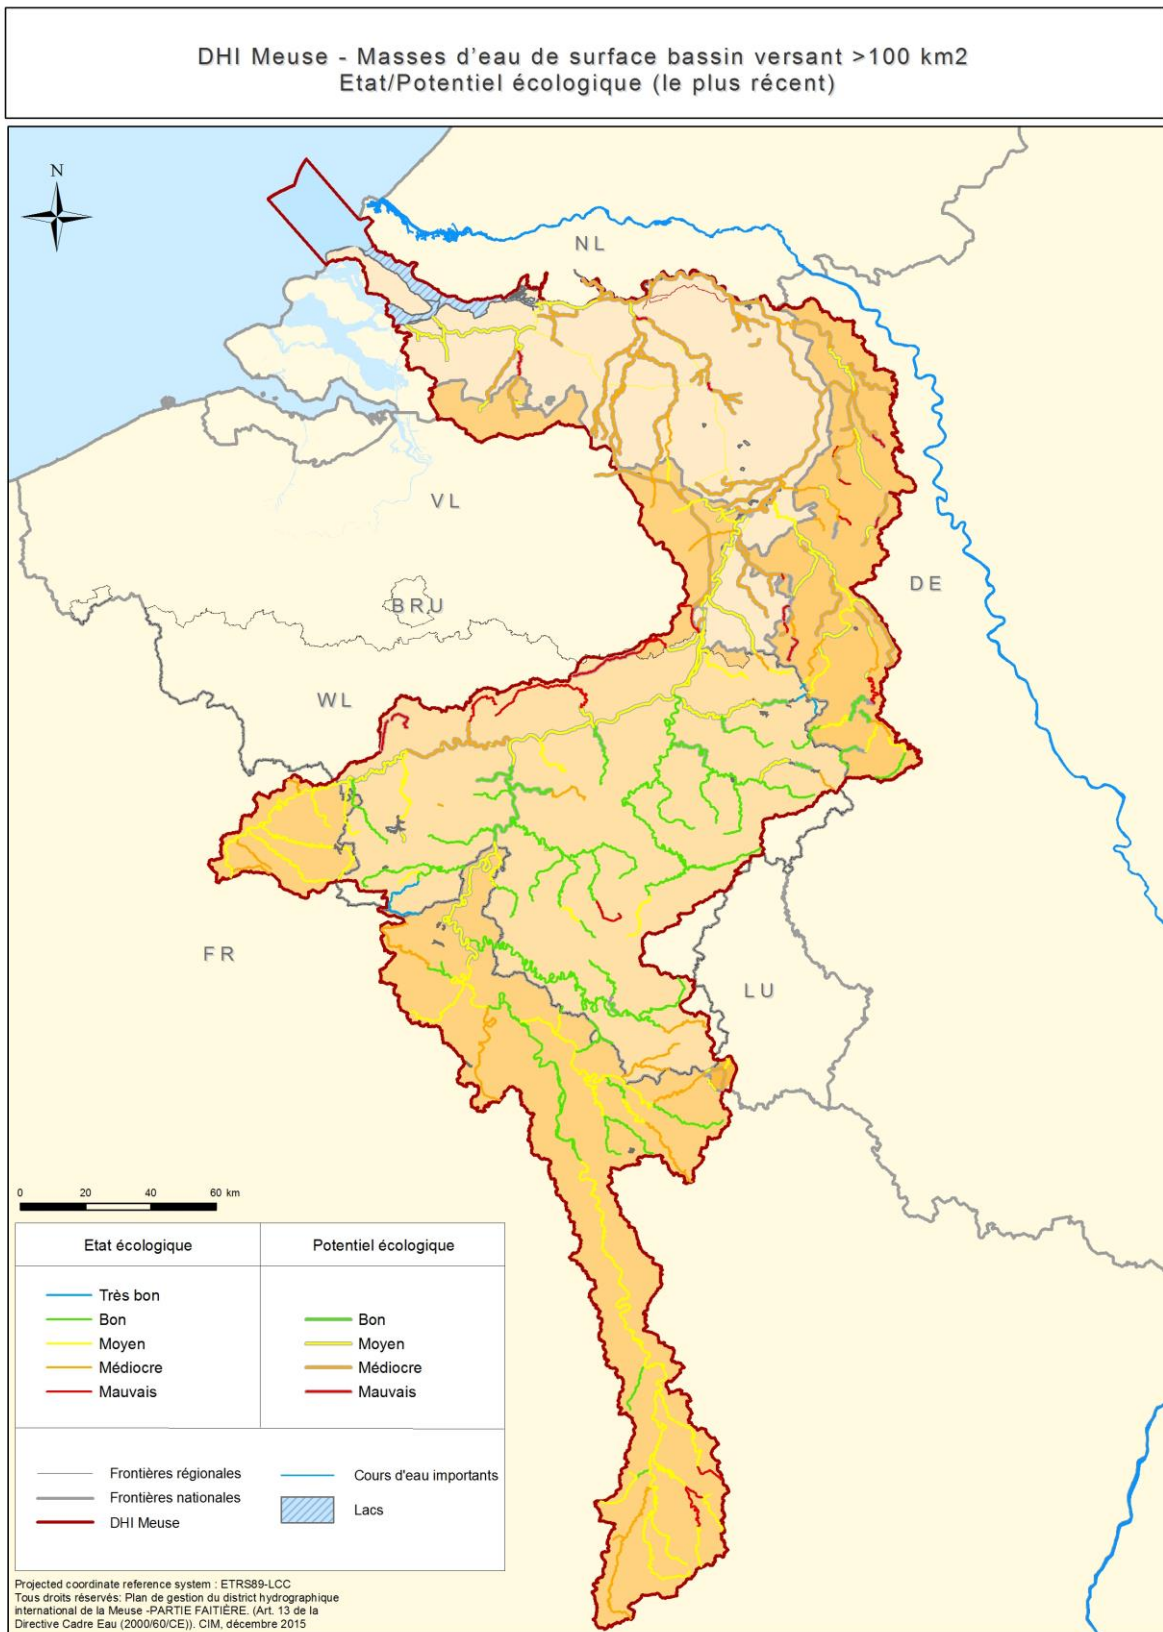 DHI Meuse - Masses d'eau de surface bassin versant >100 km2
Etat/Potentiel écologique (le plus récent)
N
NL
VL
DE
BRU
WL
FR
LU
0 20 40 60 km
Etat écologique
Potentiel écologique
Très bon
Bon
Moyen
Médiocre
Mauvais
Bon
Moyen
Médiocre
Mauvais
Frontières régionales
Frontières nationales
DHI Meuse
Cours d'eau importants
Lacs
Projected coordinate reference system : ETRS89-LCC
Tous droits réservés: Plan de gestion du district hydrographique
international de la Meuse -PARTIE FAITIÈRE. (Art. 13 de la
Directive Cadre Eau (2000/60/CE)). CIM, décembre 2015